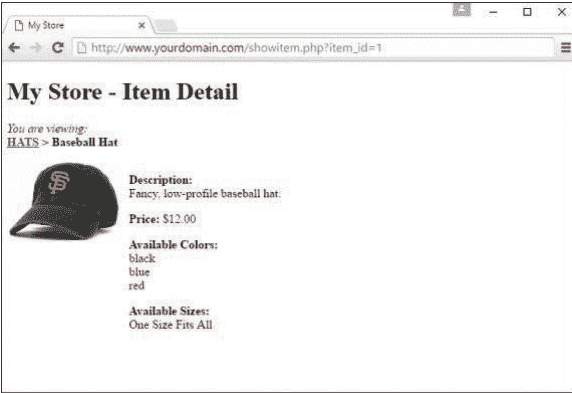 My Store
http://www.yourdomain.com/showitem.php?item_id=1
My Store - Item Detail
You are viewing:
HATS > Baseball Hat
SF
Description:
Fancy, low-profile baseball hat.
Price: $12.00
Available Colors:
black
blue
red
Available Sizes:
One Size Fits All